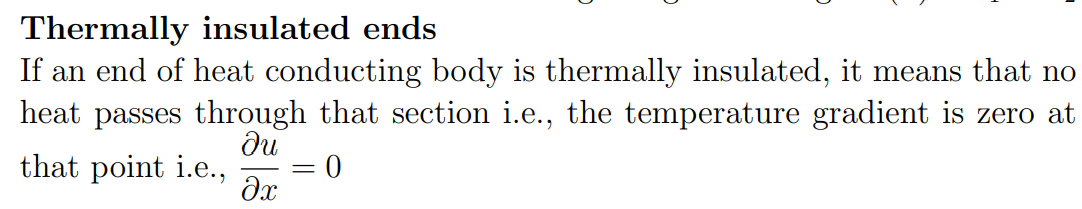 Thermally insulated ends
If an end of heat conducting body is thermally insulated, it means that no
heat passes through that section i.e., the temperature gradient is zero at
that point i.e., ∂u/∂x = 0